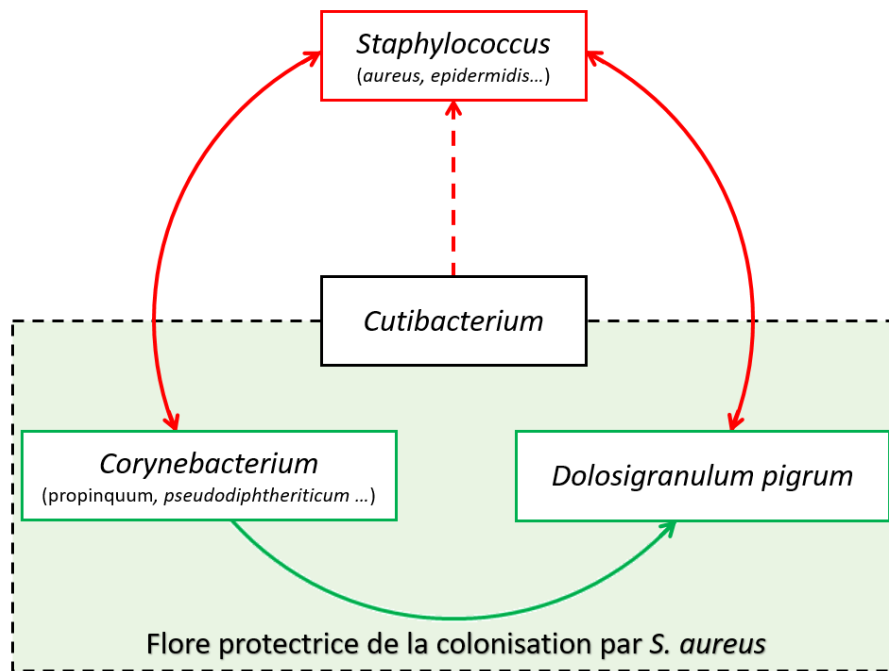 Staphylococcus
(aureus, epidermidis...)
Cutibacterium
Corynebacterium
(propinquum, pseudodiphtheriticum ...)
Dolosigranulum pigrum
Flore protectrice de la colonisation par S. aureus